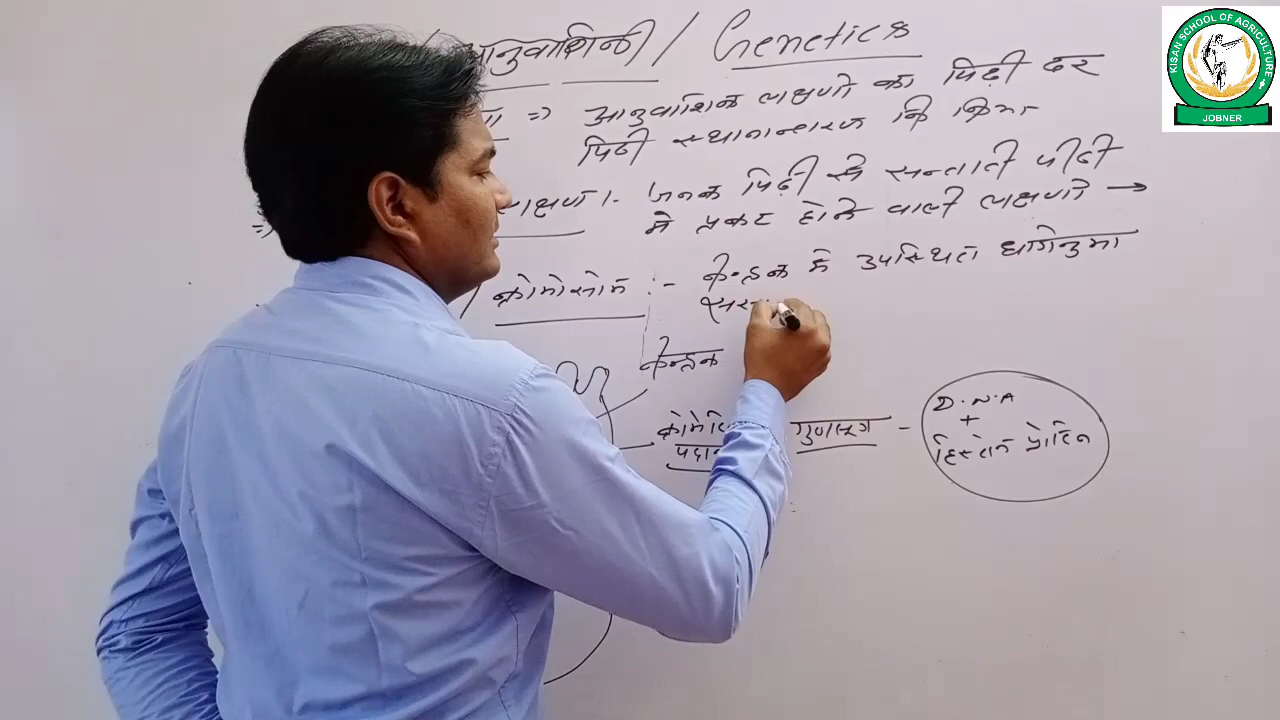 आनुवाशिंकी / Genetics
=> आनुवाशिक लक्षणो का पिढी दर
पिढी स्थानान्तरण कि क्रिया
लक्षण :- जनक पिढी से सन्ताती पीढी
मे प्रकट होने वाली लक्षणो →
क्रोमोसोम :- केन्द्रक मे उपस्थित धागेनुमा
केन्द्रक
गुणसूत्र - D.N.A
+
हिस्टोन प्रोटिन
KISAN SCHOOL OF AGRICULTURE
JOBNER